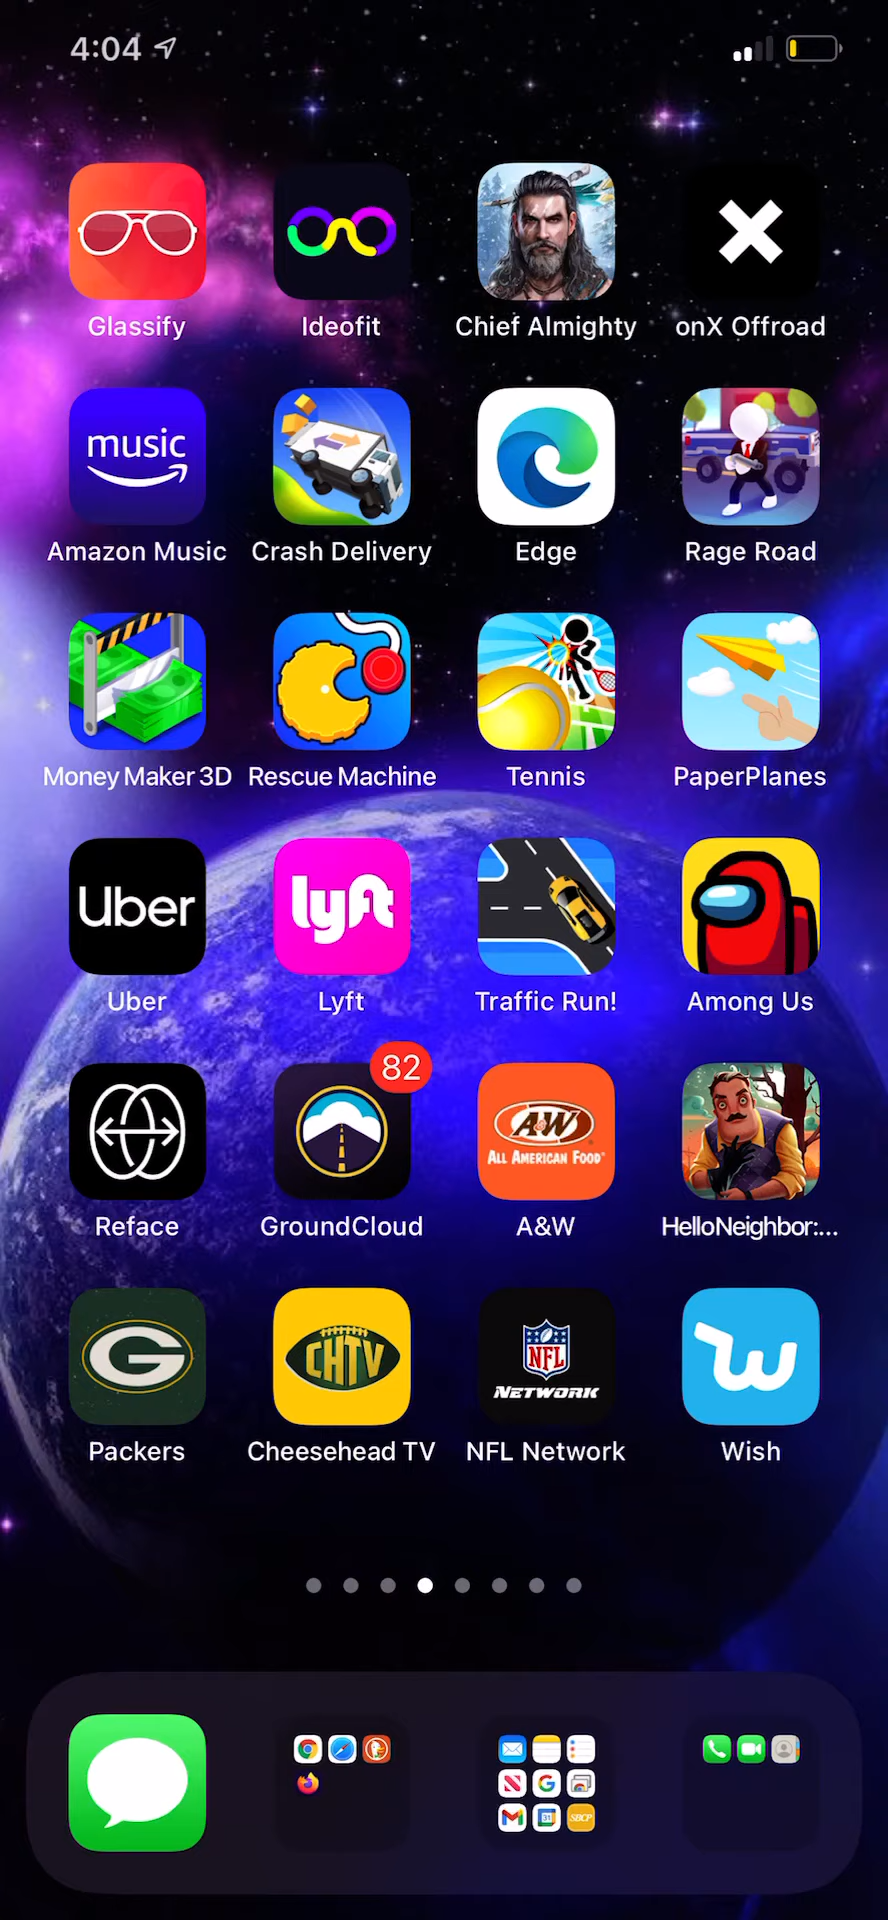 4:04
Glassify
Ideofit
Chief Almighty
onX Offroad
music
Amazon Music
Crash Delivery
Edge
Rage Road
Money Maker 3D
Rescue Machine
Tennis
PaperPlanes
Uber
lyft
Uber
Lyft
Traffic Run!
Among Us
82
A&W
ALL AMERICAN FOOD
Reface
GroundCloud
A&W
HelloNeighbor:...
G
CHTV
NFL
NETWORK
Packers
Cheesehead TV
NFL Network
Wish
31
SBCP